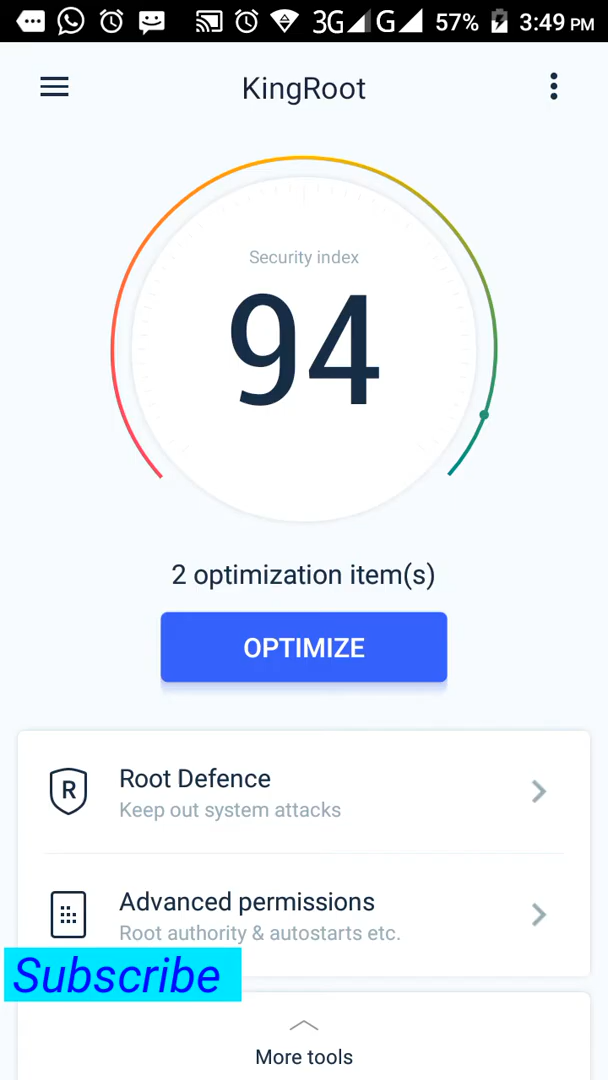 3G G 57% 3:49 PM
KingRoot
Security index
94
2 optimization item(s)
OPTIMIZE
R
Root Defence
Keep out system attacks
Advanced permissions
Root authority & autostarts etc.
Subscribe
More tools